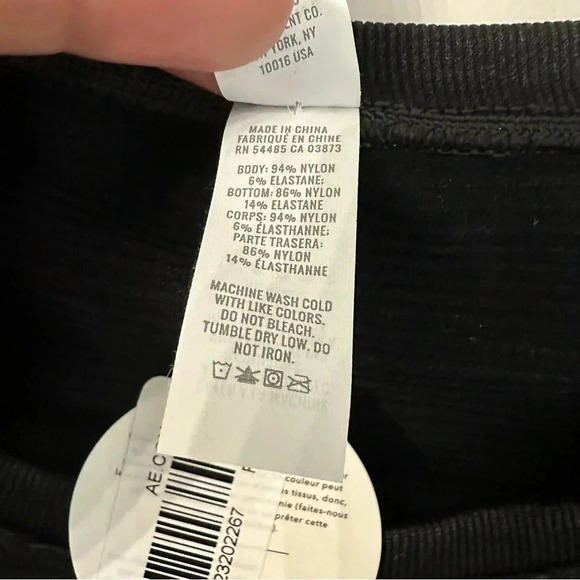 NT CO.
YORK, NY
10016 USA
MADE IN CHINA
FABRIQUÉ EN CHINE
RN 54485 CA 03873
BODY: 94% NYLON
6% ELASTANE;
BOTTOM: 86% NYLON
14% ELASTANE
CORPS: 94% NYLON
6% ÉLASTHANNE;
PARTE TRASERA:
86% NYLON
14% ÉLASTHANNE
MACHINE WASH COLD
WITH LIKE COLORS.
DO NOT BLEACH.
TUMBLE DRY LOW. DO
NOT IRON.
AE.C
23202267
couleur peut
tissus, donc,
nie (faites-nous
prêter cette